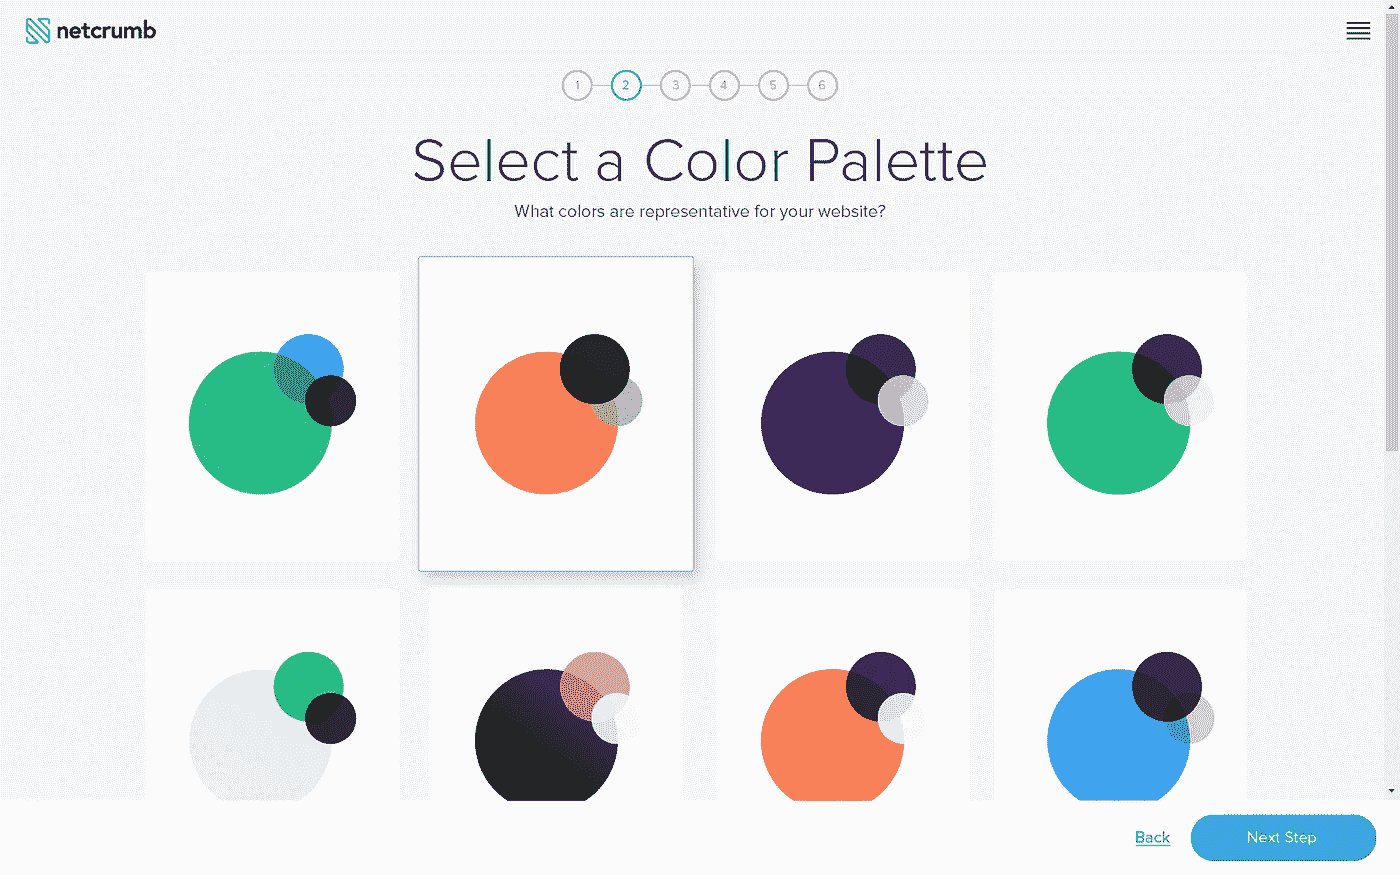 netcrumb
1 2 3 4 5 6
Select a Color Palette
What colors are representative for your website?
Back Next Step